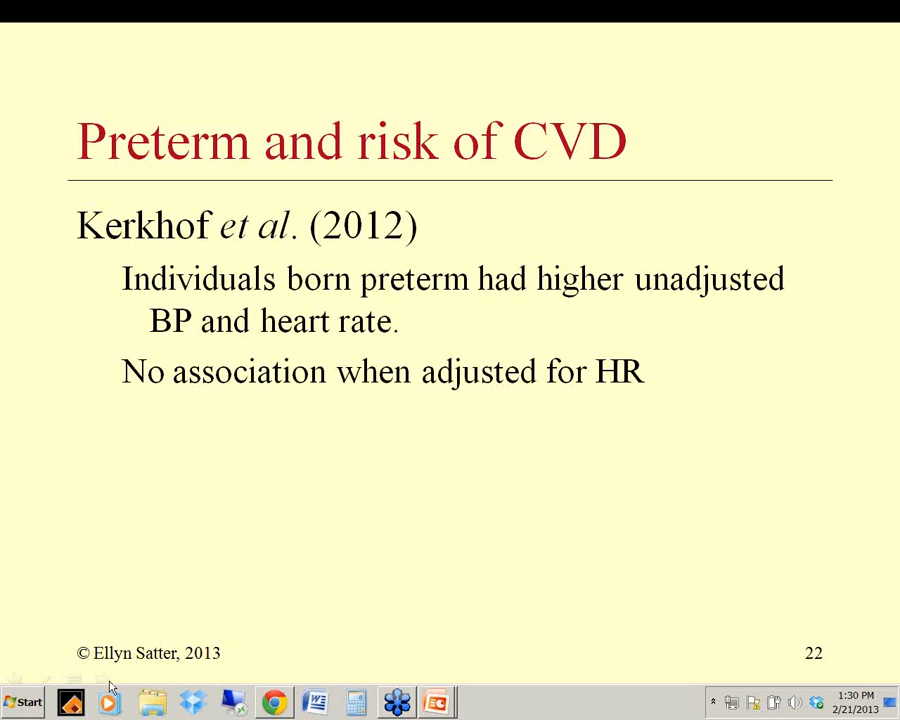 Preterm and risk of CVD
Kerkhof et al. (2012)
Individuals born preterm had higher unadjusted
BP and heart rate.
No association when adjusted for HR
© Ellyn Satter, 2013
22
Start
1:30 PM
2/21/2013